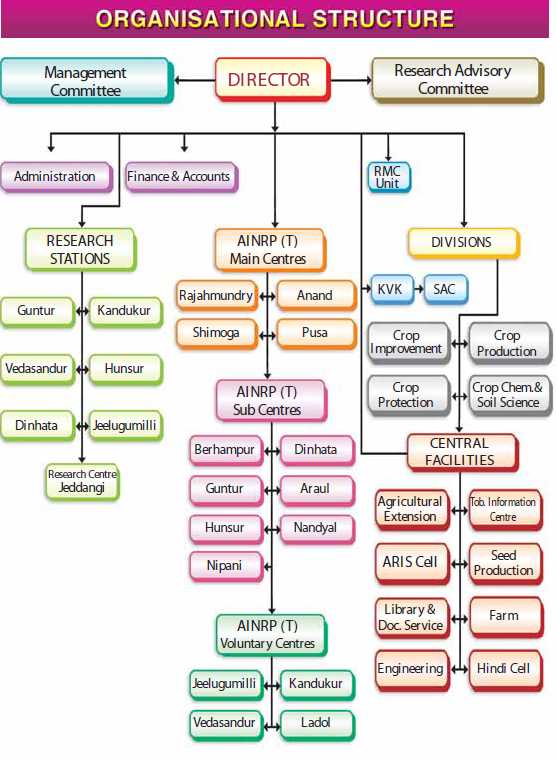 ORGANISATIONAL STRUCTURE
Management
Committee
DIRECTOR
Research Advisory
Committee
Administration
Finance & Accounts
RMC
Unit
RESEARCH
STATIONS
AINRP (T)
Main Centres
DIVISIONS
Guntur
Kandukur
Vedasandur
Hunsur
Dinhata
Jeelugumilli
Research Centre
Jeddangi
Rajahmundry
Anand
Shimoga
Pusa
AINRP (T)
Sub Centres
Berhampur
Dinhata
Guntur
Araul
Hunsur
Nandyal
Nipani
AINRP (T)
Voluntary Centres
Jeelugumilli
Kandukur
Vedasandur
Ladol
KVK
SAC
Crop
Improvement
Crop
Production
Crop
Protection
Crop Chem.&
Soil Science
CENTRAL
FACILITIES
Agricultural
Extension
Tob. Information
Centre
ARIS Cell
Seed
Production
Library &
Doc. Service
Farm
Engineering
Hindi Cell